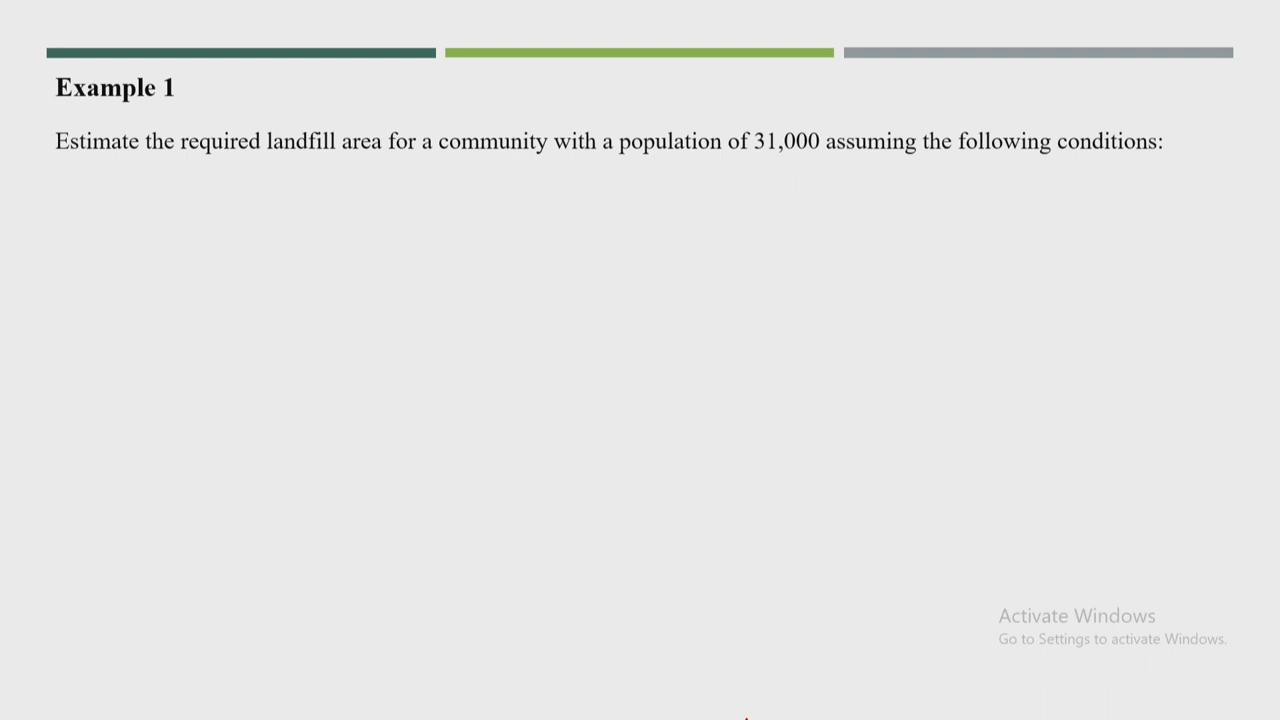 Example 1
Estimate the required landfill area for a community with a population of 31,000 assuming the following conditions:
Activate Windows
Go to Settings to activate Windows.